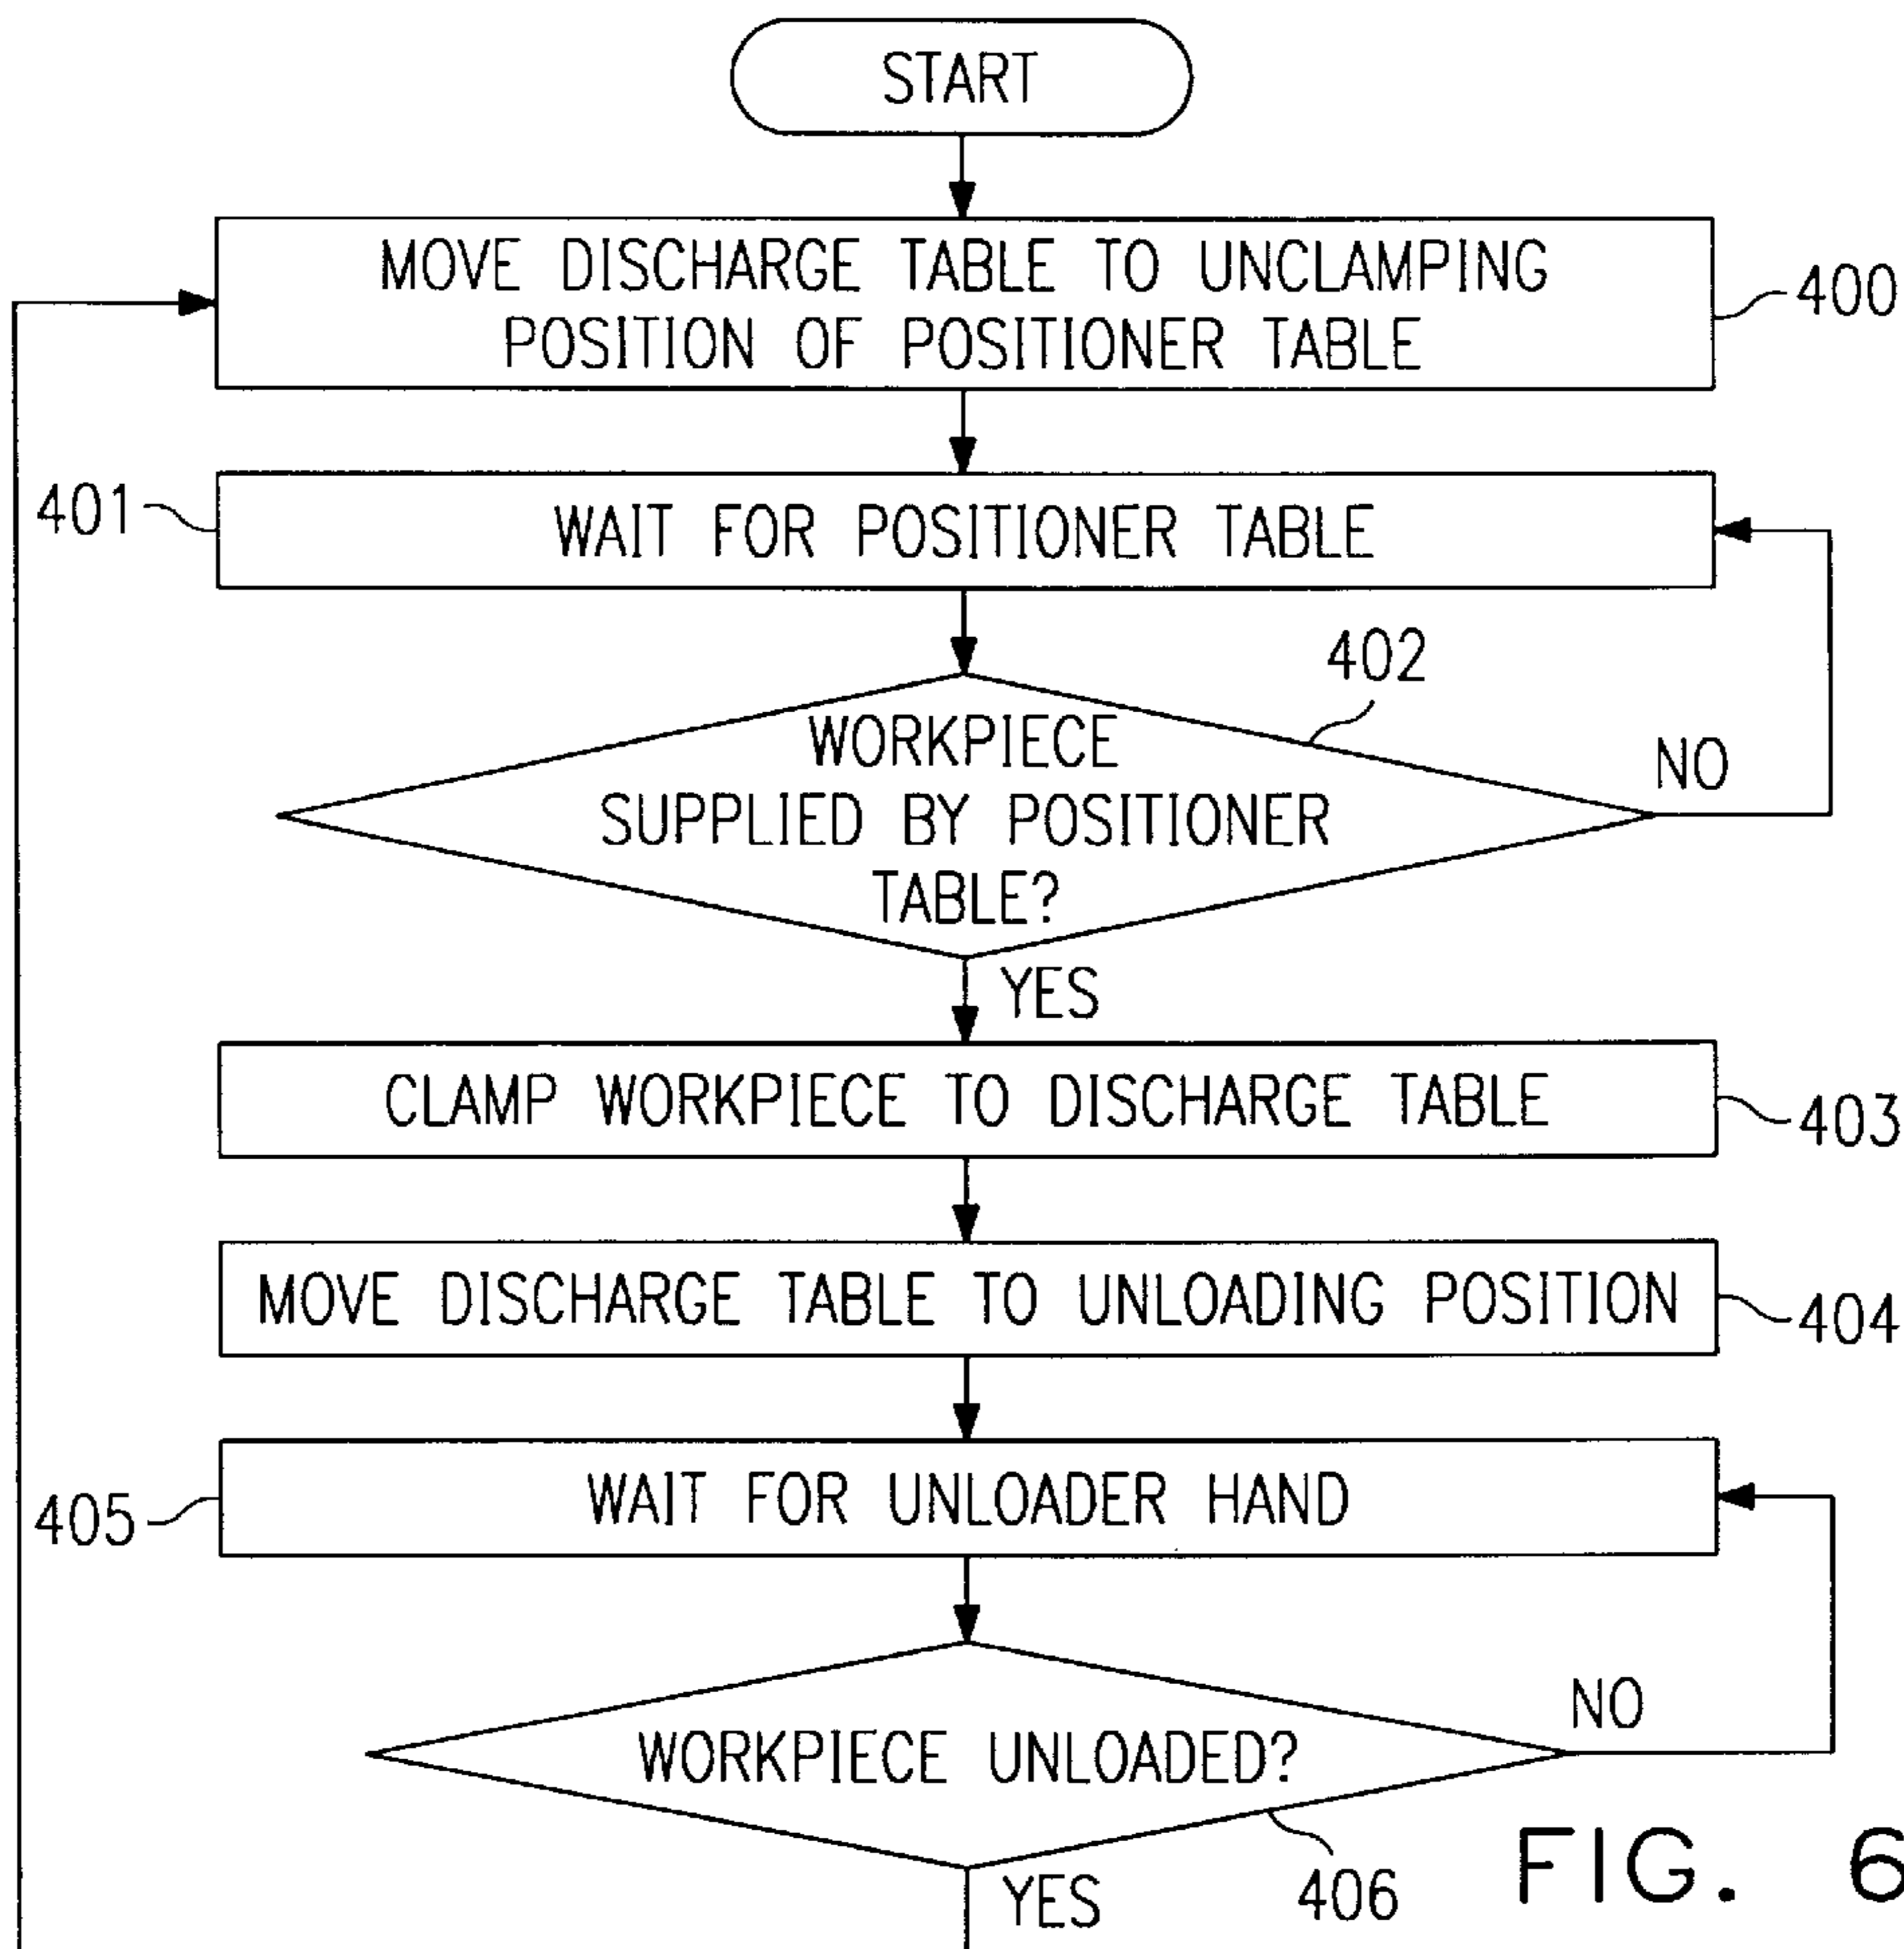 START
MOVE DISCHARGE TABLE TO UNCLAMPING
POSITION OF POSITIONER TABLE
400
401
WAIT FOR POSITIONER TABLE
402
WORKPIECE
SUPPLIED BY POSITIONER
TABLE?
NO
YES
CLAMP WORKPIECE TO DISCHARGE TABLE
403
MOVE DISCHARGE TABLE TO UNLOADING POSITION
404
WAIT FOR UNLOADER HAND
405
NO
WORKPIECE UNLOADED?
406
YES
FIG. 6